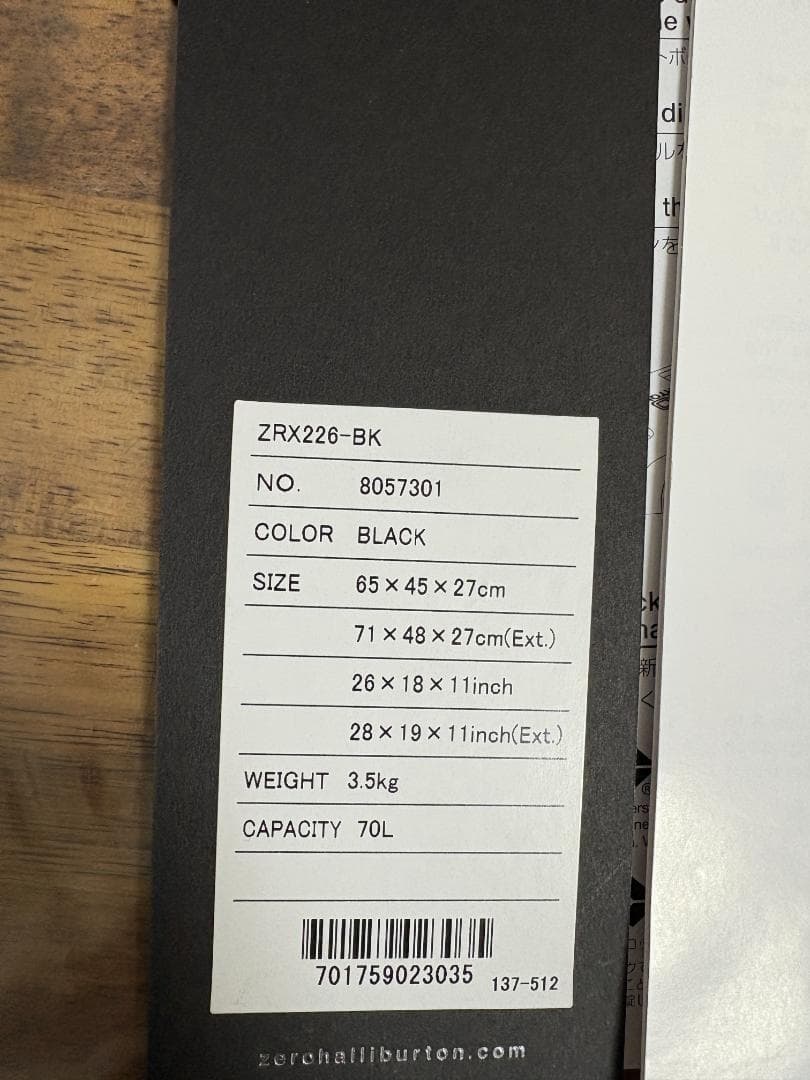 ZRX226-BK
NO. 8057301
COLOR BLACK
SIZE 65×45×27cm
71×48×27cm(Ext.)
26×18×11inch
28×19×11inch(Ext.)
WEIGHT 3.5kg
CAPACITY 70L
701759023035
137-512
zerohalliburton.com